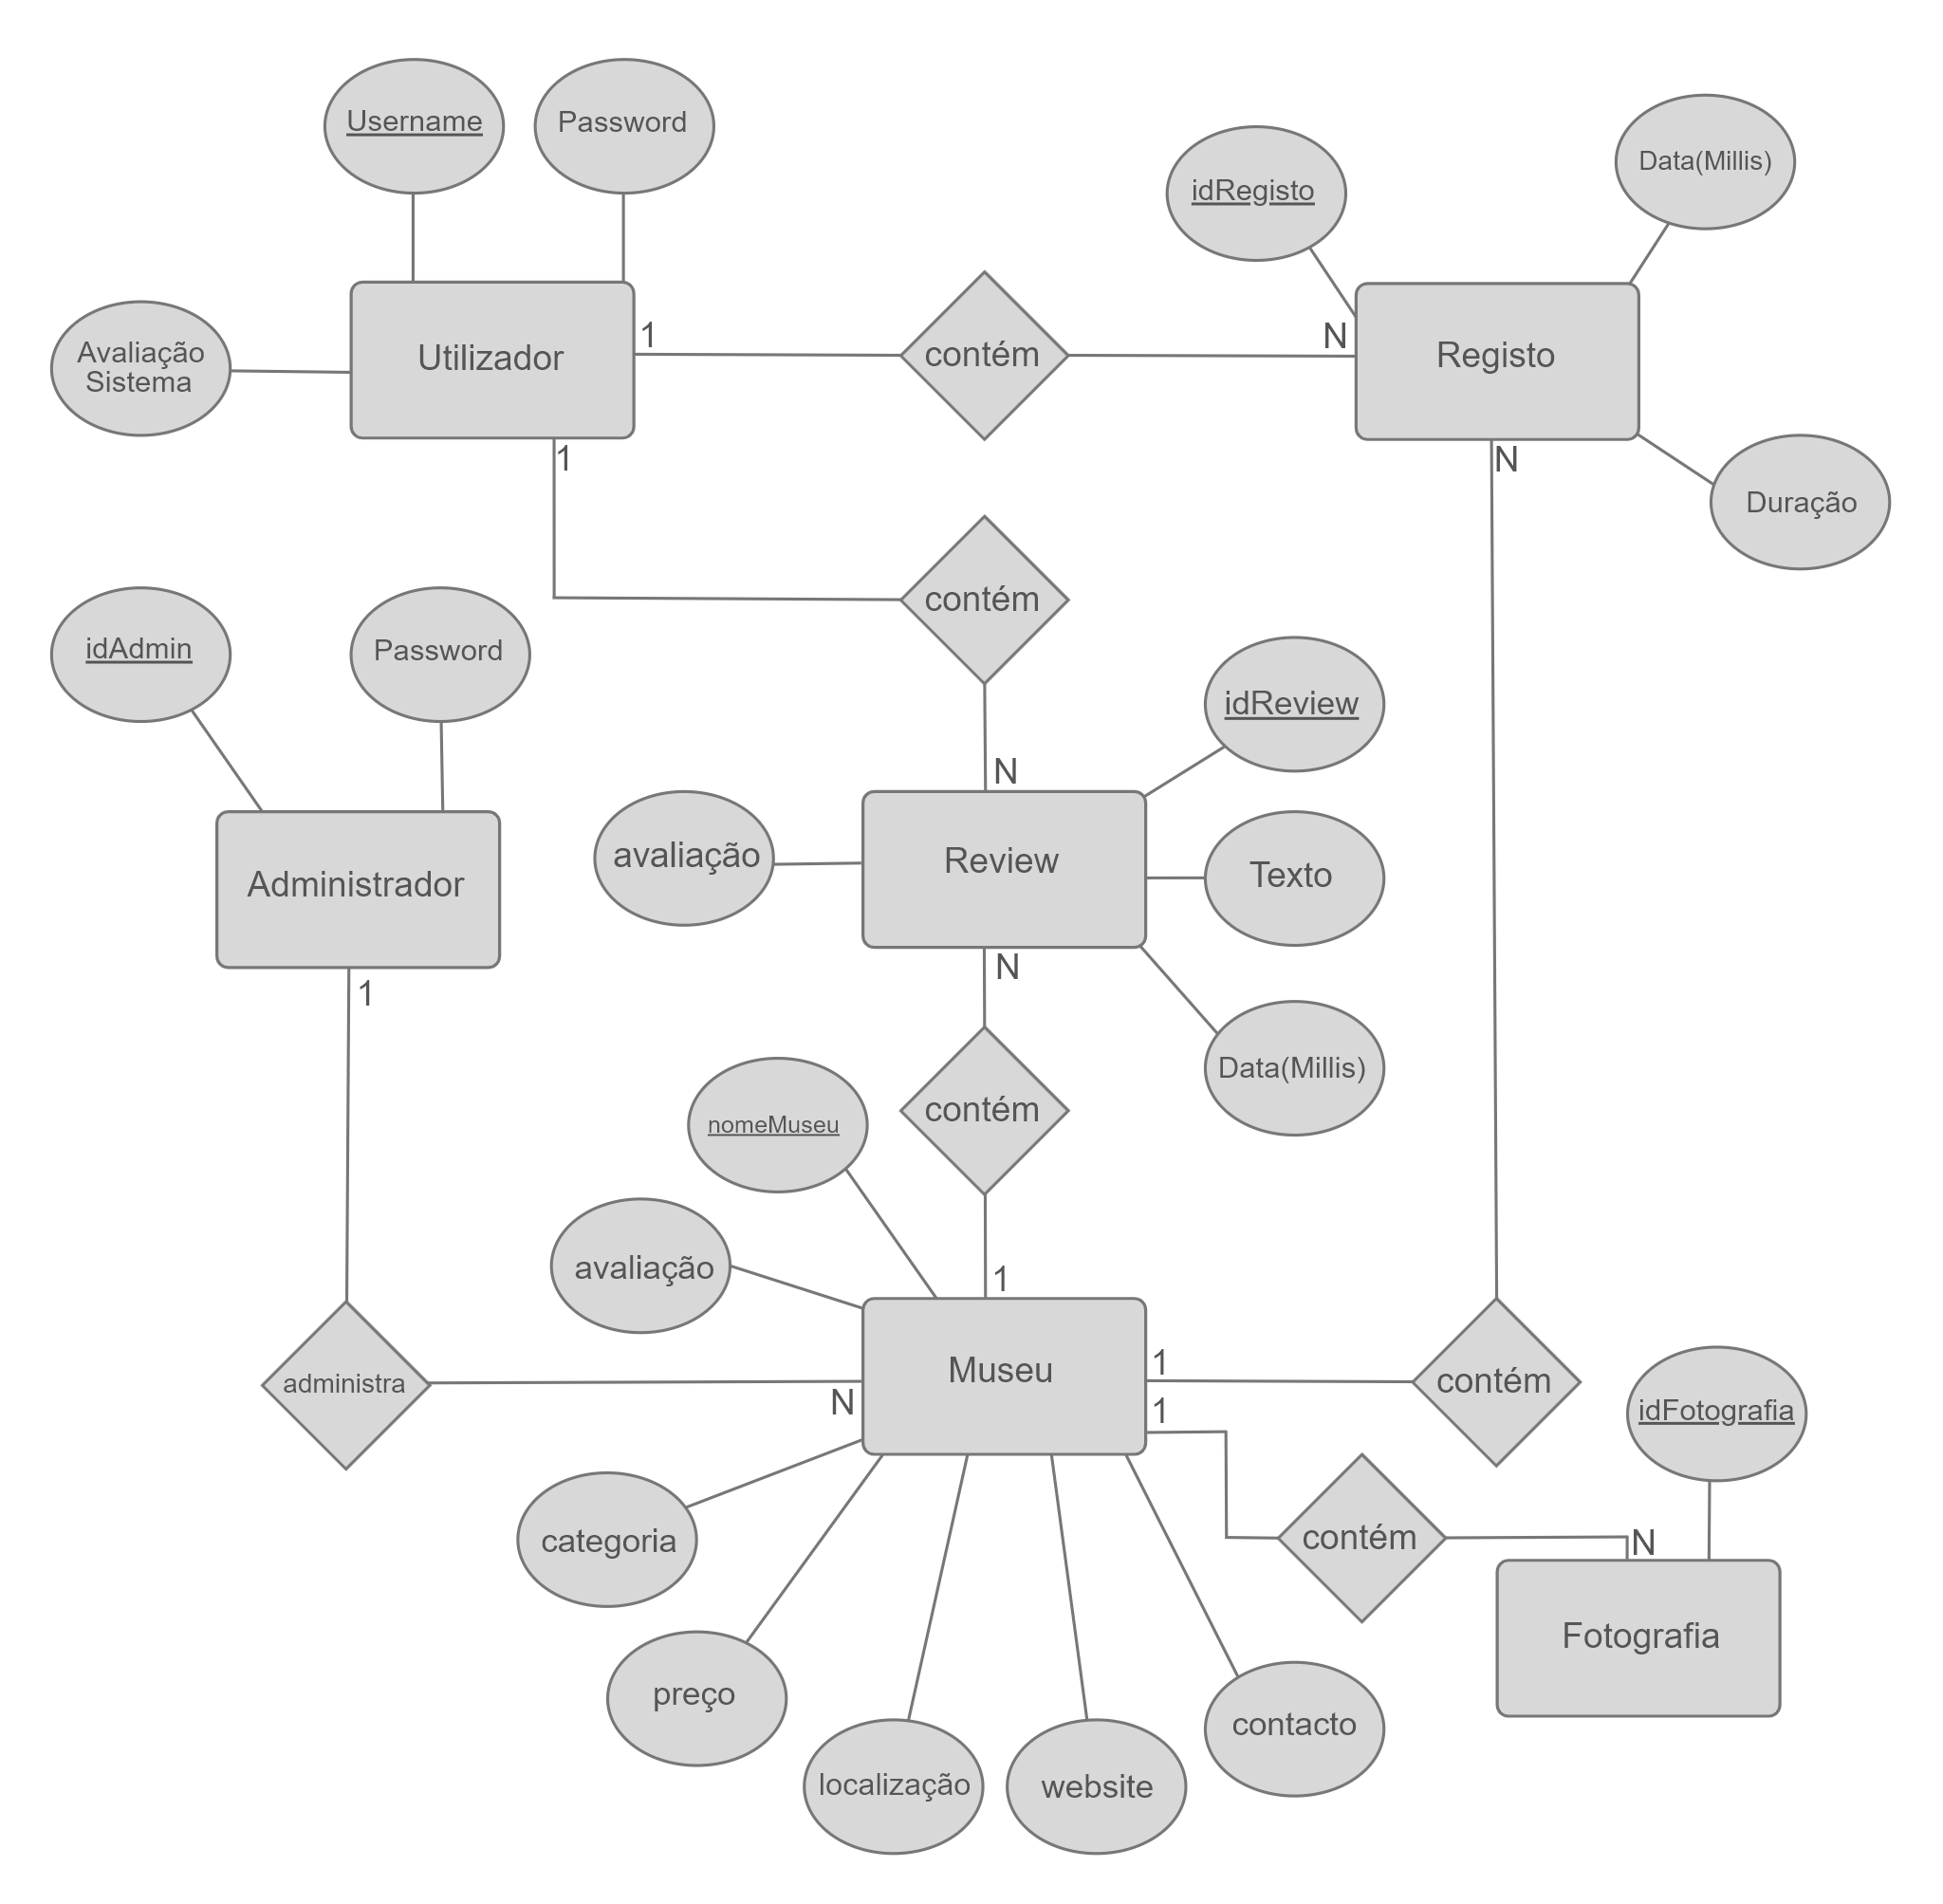 Username
Password
Data(Millis)
idRegisto
Avaliação
Sistema
Utilizador
1
contém
N
Registo
1
N
Duração
contém
idAdmin
Password
idReview
N
avaliação
Review
Texto
Administrador
1
N
Data(Millis)
contém
nomeMuseu
avaliação
1
administra
N
Museu
1
1
contém
idFotografia
categoria
contém
N
Fotografia
preço
localização
website
contacto